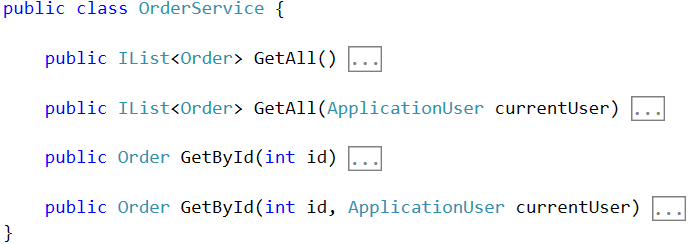 public class OrderService {
public IList<Order> GetAll() ...
public IList<Order> GetAll(ApplicationUser currentUser) ...
public Order GetById(int id) ...
public Order GetById(int id, ApplicationUser currentUser) ...
}